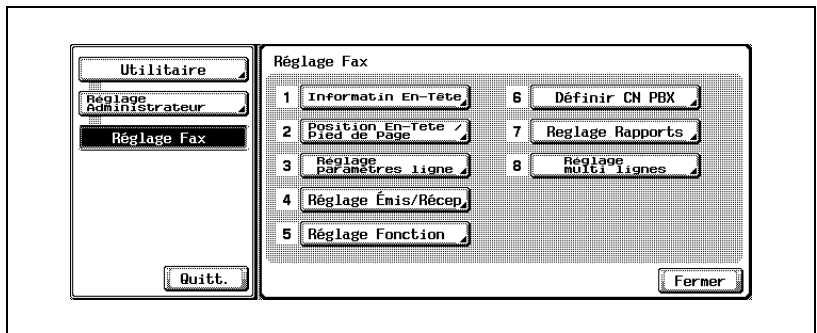 Utilitaire
Réglage
Administrateur
Réglage Fax
Quitt.
Réglage Fax
1 Informatin En-Tête
2 Position En-Tete /
Pied de Page
3 Réglage
paramètres ligne
4 Réglage Émis/Récep
5 Réglage Fonction
6 Définir CN PBX
7 Reglage Rapports
8 Réglage
multi lignes
Fermer